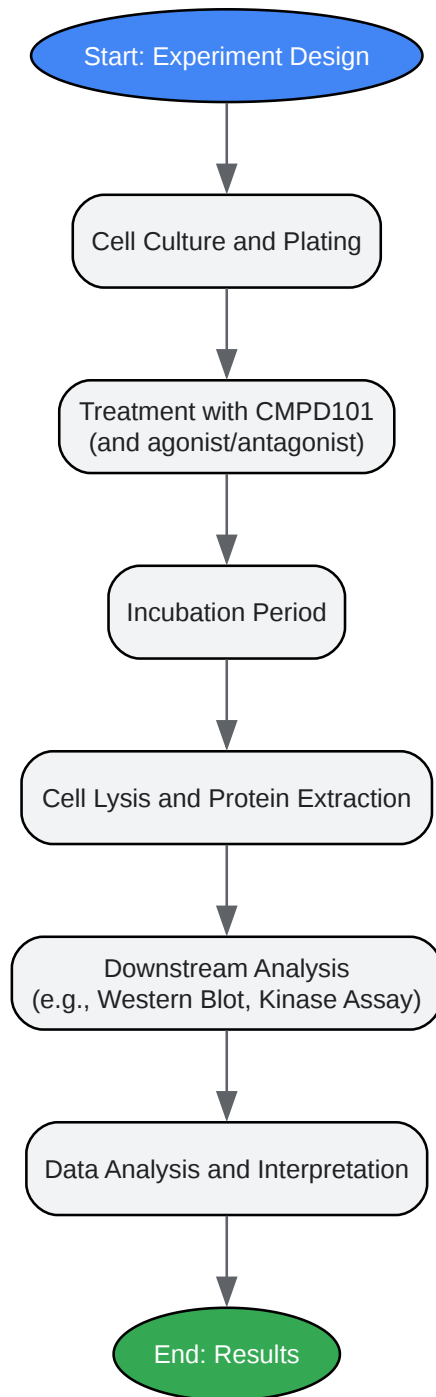 Start: Experiment Design
Cell Culture and Plating
Treatment with CMPD101
(and agonist/antagonist)
Incubation Period
Cell Lysis and Protein Extraction
Downstream Analysis
(e.g., Western Blot, Kinase Assay)
Data Analysis and Interpretation
End: Results